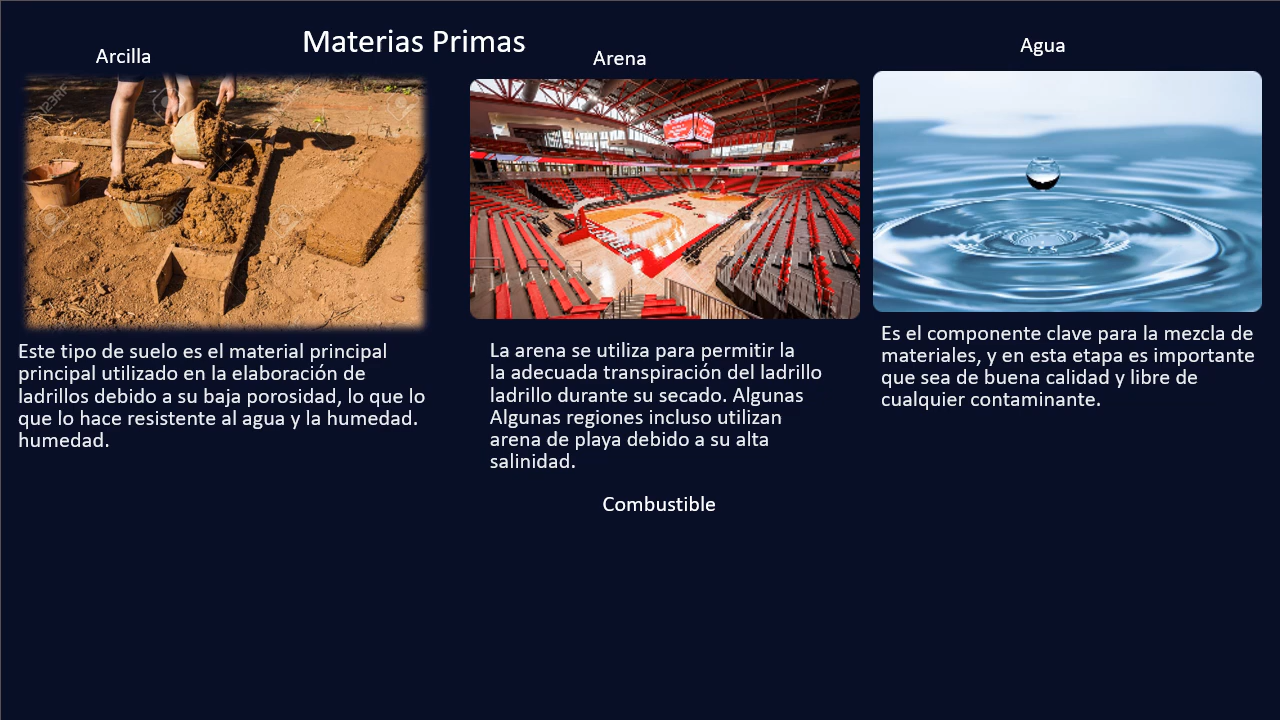 Materias Primas
Arcilla
Arena
Agua
123RF
Este tipo de suelo es el material principal
principal utilizado en la elaboración de
ladrillos debido a su baja porosidad, lo que lo
que lo hace resistente al agua y la humedad.
humedad.
La arena se utiliza para permitir la
la adecuada transpiración del ladrillo
ladrillo durante su secado. Algunas
Algunas regiones incluso utilizan
arena de playa debido a su alta
salinidad.
Es el componente clave para la mezcla de
materiales, y en esta etapa es importante
que sea de buena calidad y libre de
cualquier contaminante.
Combustible